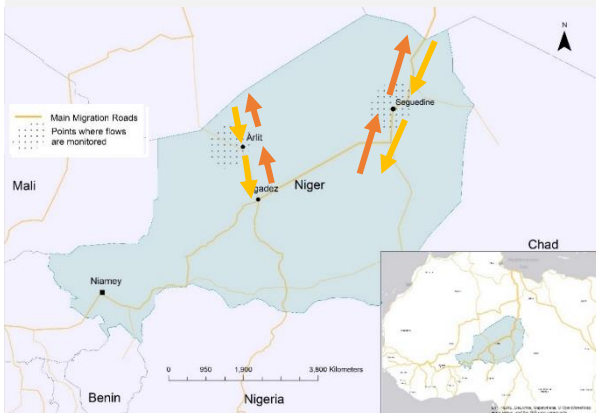 N
Seguedine
Main Migration Roads
Points where flows
are monitored
Arlit
Mali
gadez
Niger
Chad
Niamey
0 950 1,900 3,800 Kilometers
Benin
Nigeria